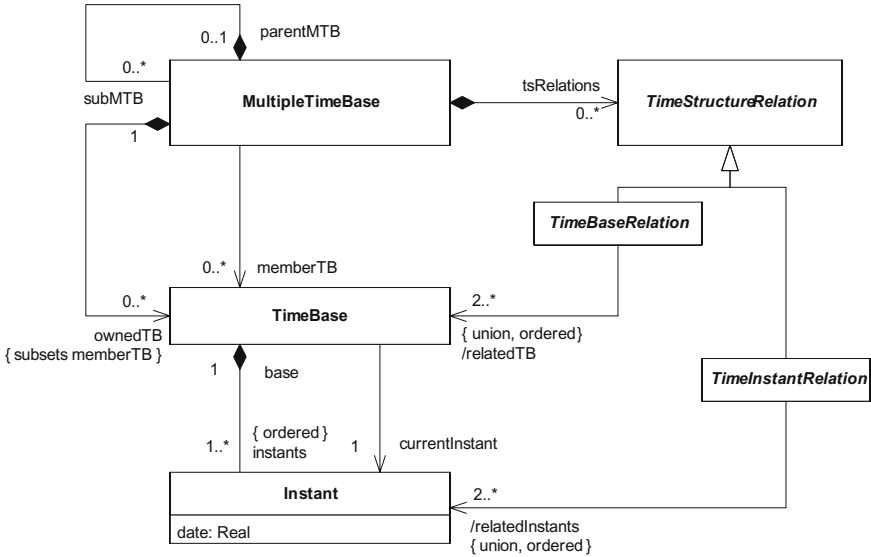 parentMTB
0..1
0..*
subMTB
MultipleTimeBase
tsRelations
0..*
TimeStructureRelation
1
TimeBaseRelation
0..*
memberTB
0..*
ownedTB
{ subsets memberTB }
TimeBase
2..*
{ union, ordered}
/relatedTB
1
base
TimeInstantRelation
{ ordered }
1..*
instants
1
currentInstant
Instant
date: Real
2..*
/relatedInstants
{ union, ordered}